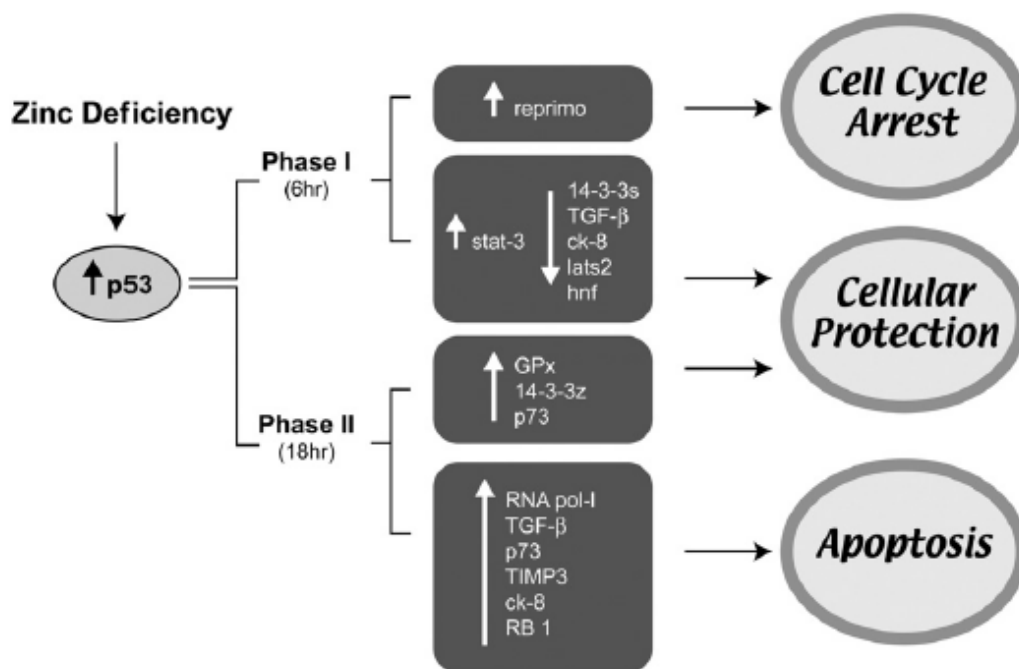 Zinc Deficiency
p53
Phase I
(6hr)
Phase II
(18hr)
reprimo
stat-3
14-3-3s
TGF-β
ck-8
lats2
hnf
GPx
14-3-3z
p73
RNA pol-I
TGF-β
p73
TIMP3
ck-8
RB 1
Cell Cycle
Arrest
Cellular
Protection
Apoptosis